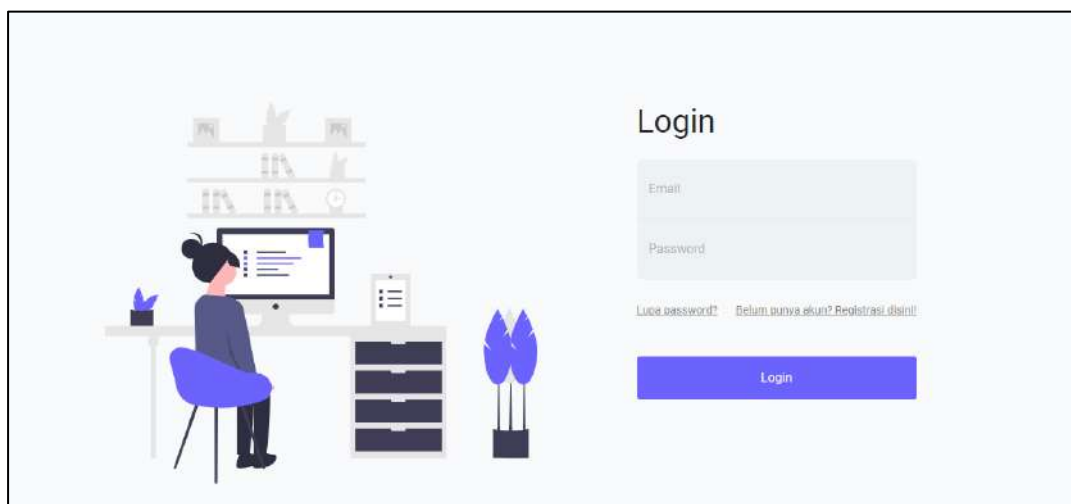 Login
Email
Password
Lupa password? Belum punya akun? Registrasi disini!
Login